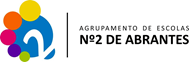 AGRUPAMENTO DE ESCOLAS
Nº2 DE ABRANTES